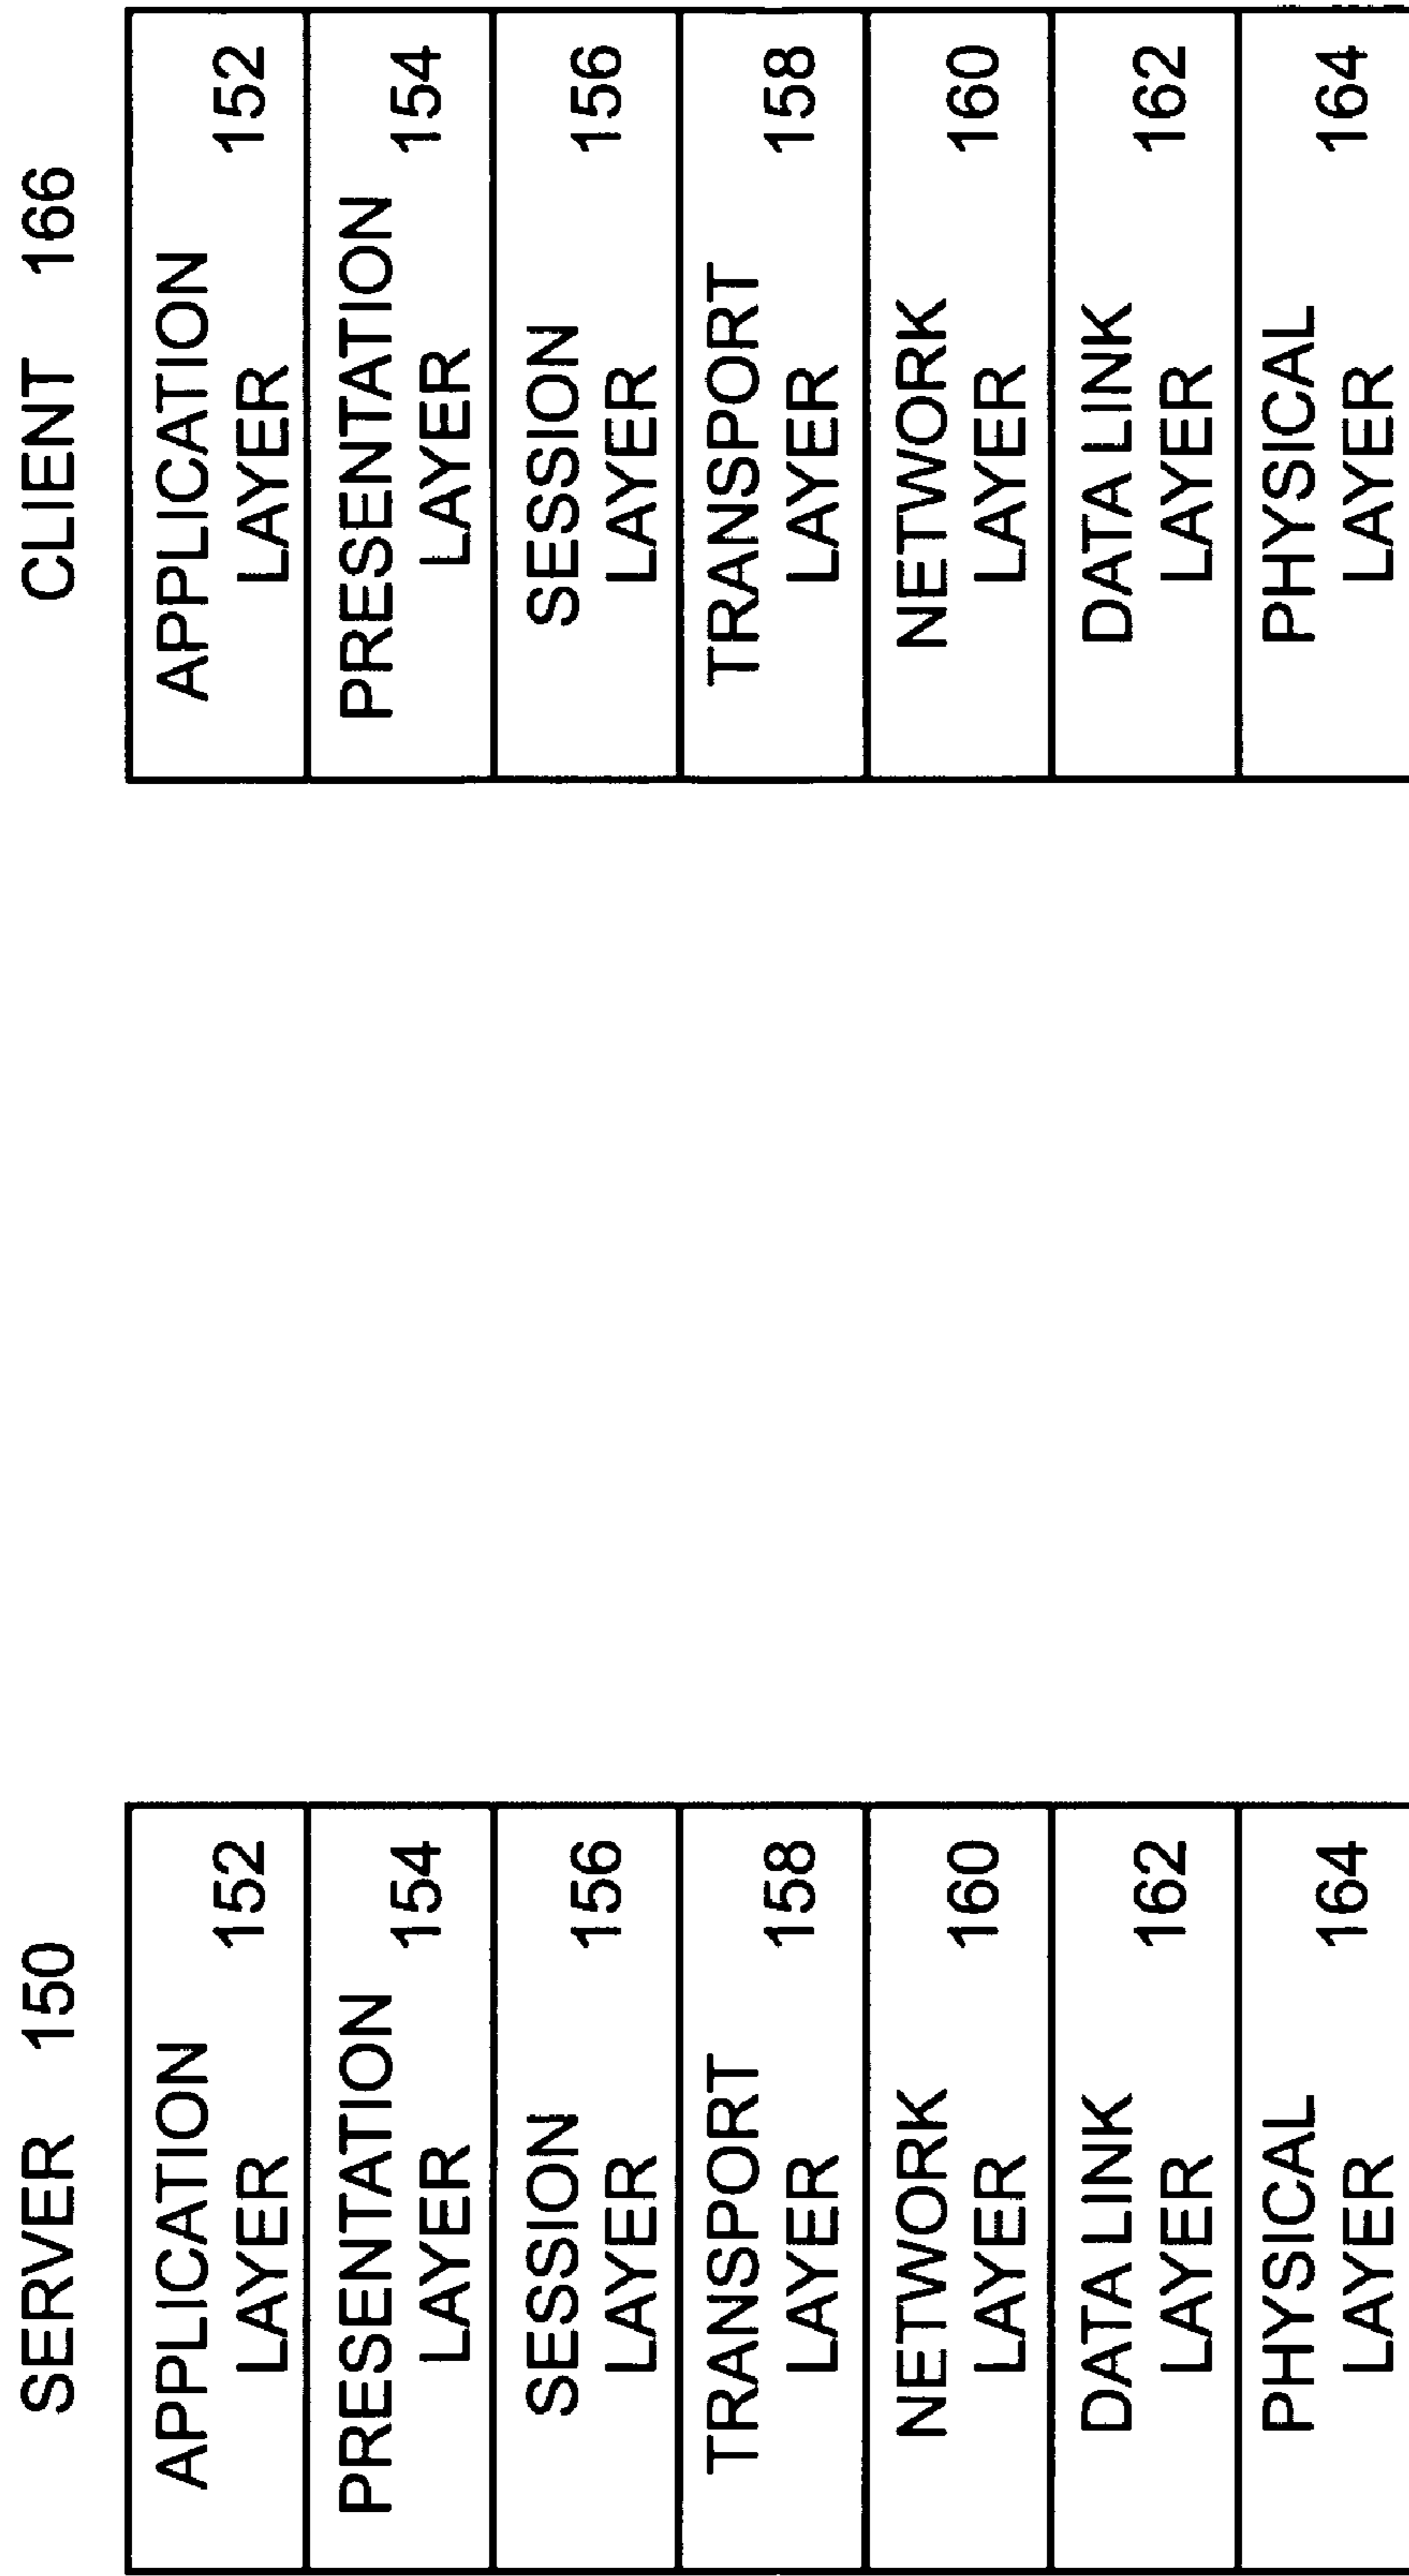 SERVER 150
APPLICATION
LAYER 152
PRESENTATION
LAYER 154
SESSION
LAYER 156
TRANSPORT
LAYER 158
NETWORK
LAYER 160
DATA LINK
LAYER 162
PHYSICAL
LAYER 164
CLIENT 166
APPLICATION
LAYER 152
PRESENTATION
LAYER 154
SESSION
LAYER 156
TRANSPORT
LAYER 158
NETWORK
LAYER 160
DATA LINK
LAYER 162
PHYSICAL
LAYER 164